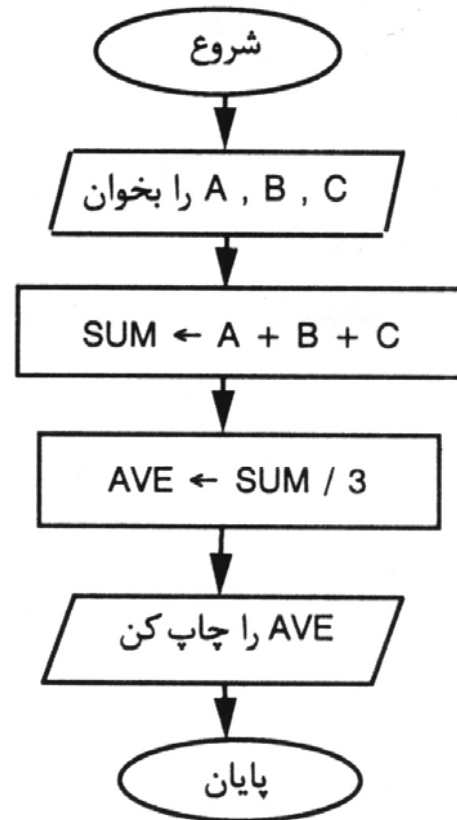 شروع
A , B , C را بخوان
SUM ← A + B + C
AVE ← SUM / 3
AVE را چاپ کن
پایان